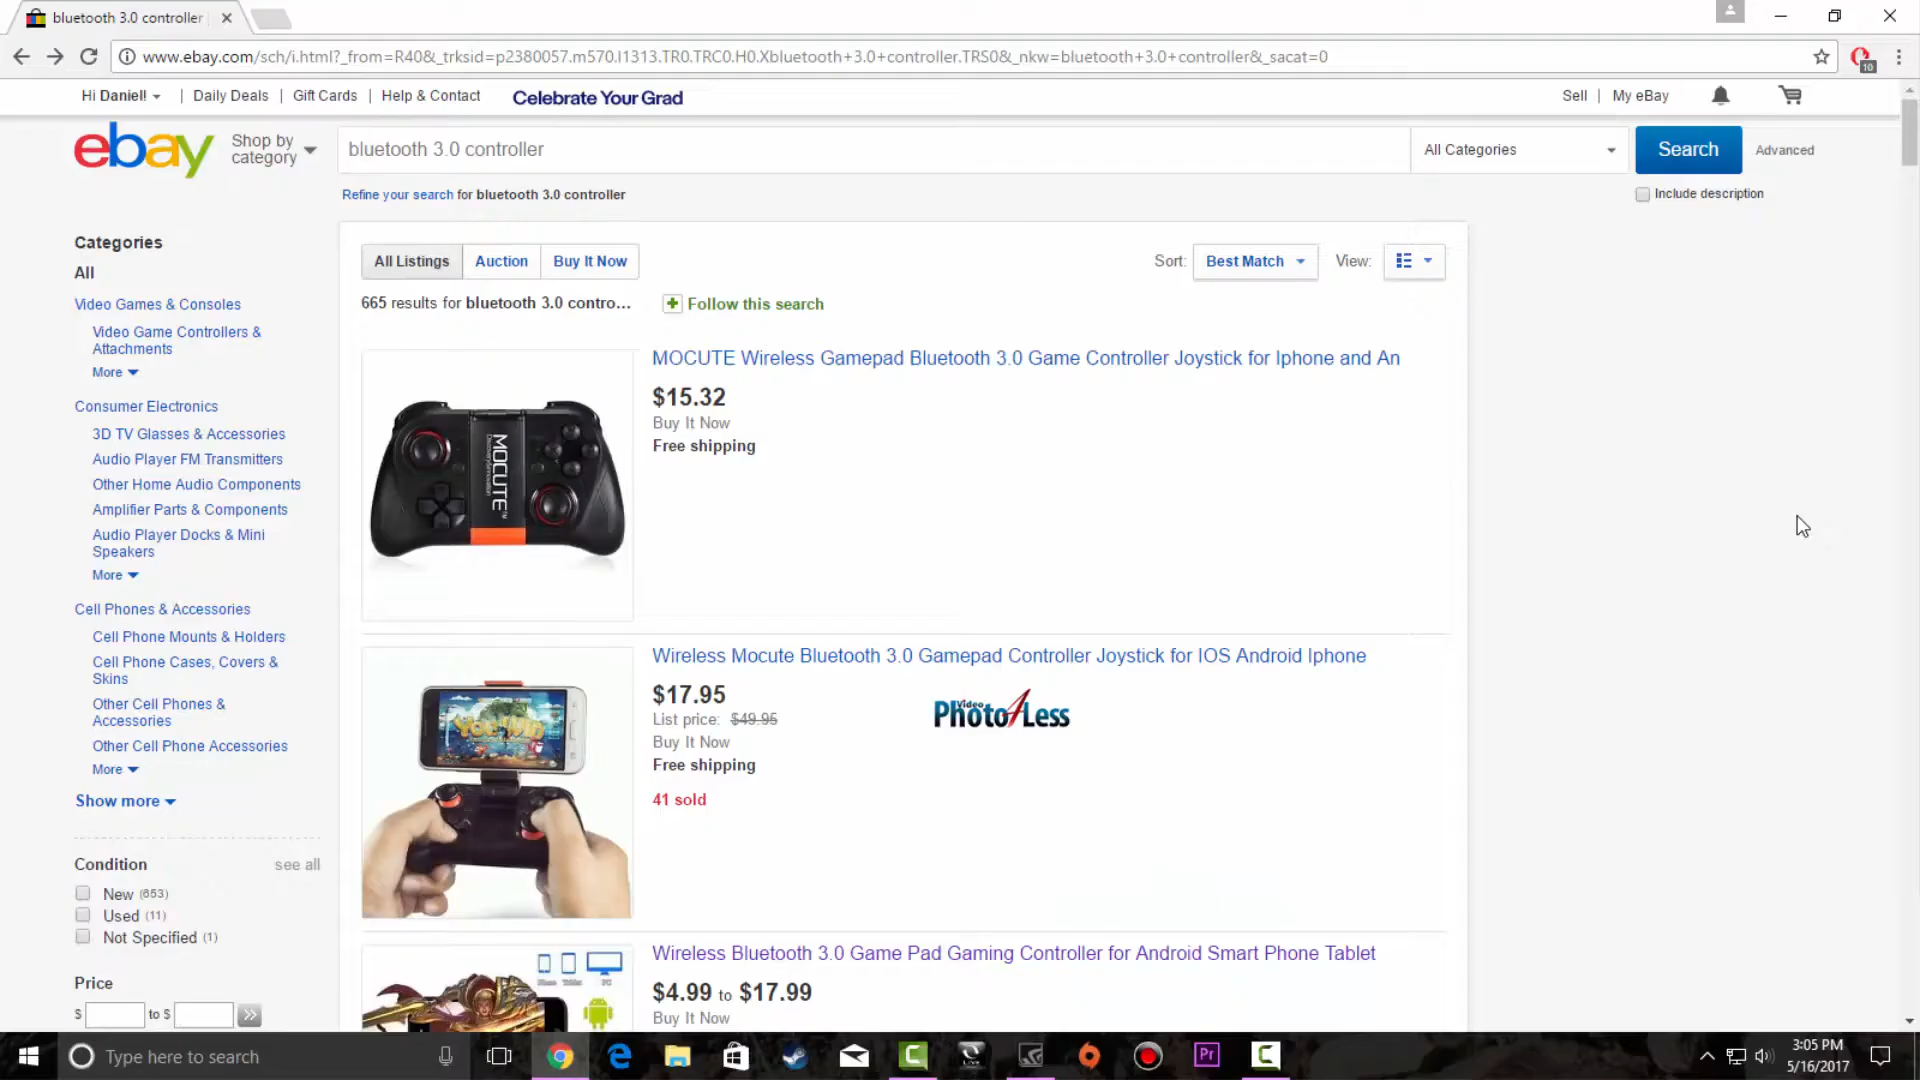 bluetooth 3.0 controller
www.ebay.com/sch/i.html?_from=R40&_trksid=p2380057.m570.l1313.TR0.TRC0.H0.Xbluetooth+3.0+controller.TRS0&_nkw=bluetooth+3.0+controller&_sacat=0
10
Hi Daniel! | Daily Deals | Gift Cards | Help & Contact Celebrate Your Grad Sell | My eBay
ebay
Shop by
category
bluetooth 3.0 controller All Categories Search Advanced
Refine your search for bluetooth 3.0 controller Include description
Categories
All
Video Games & Consoles
Video Game Controllers &
Attachments
More
Consumer Electronics
3D TV Glasses & Accessories
Audio Player FM Transmitters
Other Home Audio Components
Amplifier Parts & Components
Audio Player Docks & Mini
Speakers
More
Cell Phones & Accessories
Cell Phone Mounts & Holders
Cell Phone Cases, Covers &
Skins
Other Cell Phones &
Accessories
Other Cell Phone Accessories
More
Show more
Condition see all
New (653)
Used (11)
Not Specified (1)
Price
$ to $
All Listings Auction Buy It Now Sort: Best Match View:
665 results for bluetooth 3.0 contro... Follow this search
MOCUTE
MOCUTE Wireless Gamepad Bluetooth 3.0 Game Controller Joystick for Iphone and An
$15.32
Buy It Now
Free shipping
YOU WIN
Wireless Mocute Bluetooth 3.0 Gamepad Controller Joystick for IOS Android Iphone
$17.95
List price: $49.95
Buy It Now
Free shipping
41 sold
Video
Photo4Less
Wireless Bluetooth 3.0 Game Pad Gaming Controller for Android Smart Phone Tablet
$4.99 to $17.99
Buy It Now
Type here to search
LIVE
Pr
3:05 PM
5/16/2017